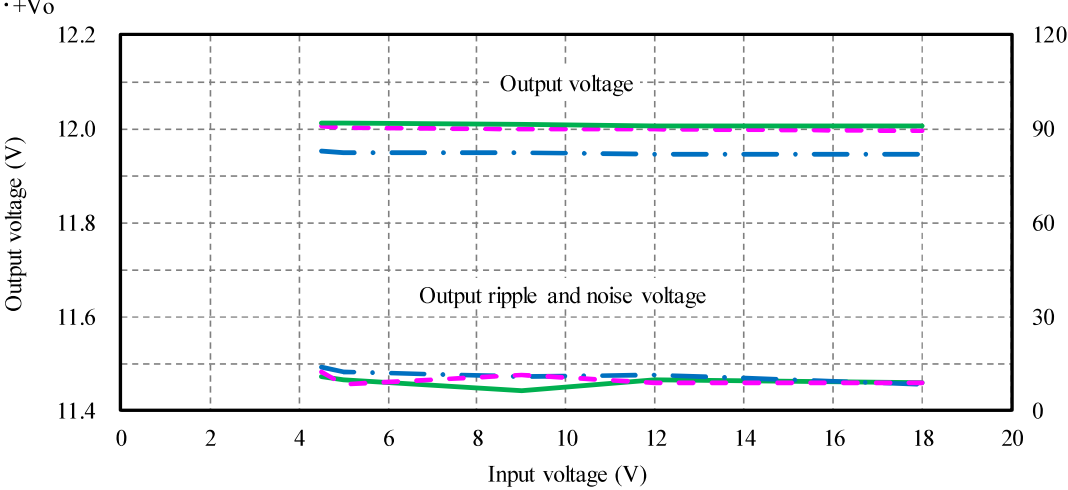 ·+Vo
12.2
12.0
11.8
11.6
11.4
Output voltage (V)
Output voltage
Output ripple and noise voltage
120
90
60
30
0
0 2 4 6 8 10 12 14 16 18 20
Input voltage (V)